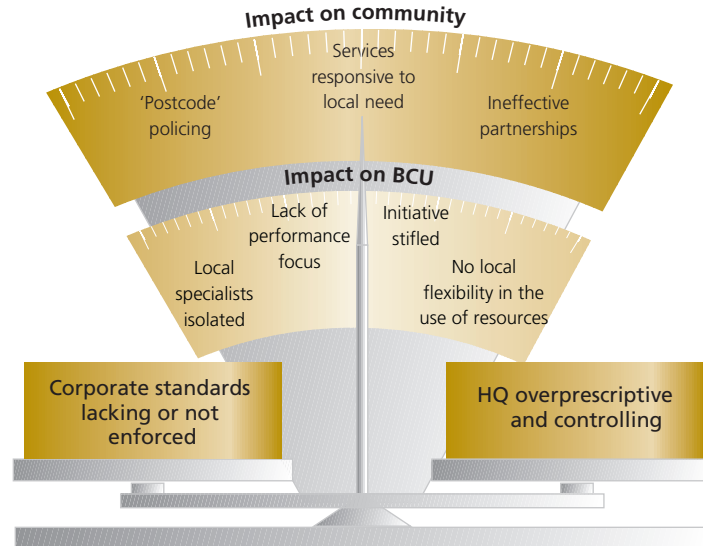 Impact on community
'Postcode'
policing
Services
responsive to
local need
Ineffective
partnerships
Impact on BCU
Local
specialists
isolated
Lack of
performance
focus
Initiative
stifled
No local
flexibility in the
use of resources
Corporate standards
lacking or not
enforced
HQ overprescriptive
and controlling